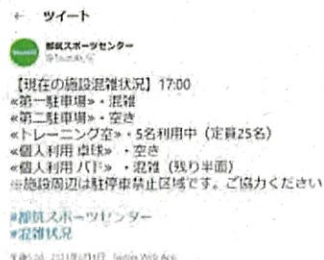 ← ツイート
都筑スポーツセンター
【現在の施設混雑状況】17:00
≪第一駐車場≫・混雑
≪第二駐車場≫・空き
≪トレーニング室≫・5名利用中（定員25名）
≪個人利用 卓球≫ ・空き
≪個人利用 バド≫ ・混雑（残り半面）
※施設周辺は駐停車禁止区域です。ご協力ください
#都筑スポーツセンター
#混雑状況
Twitter Web App